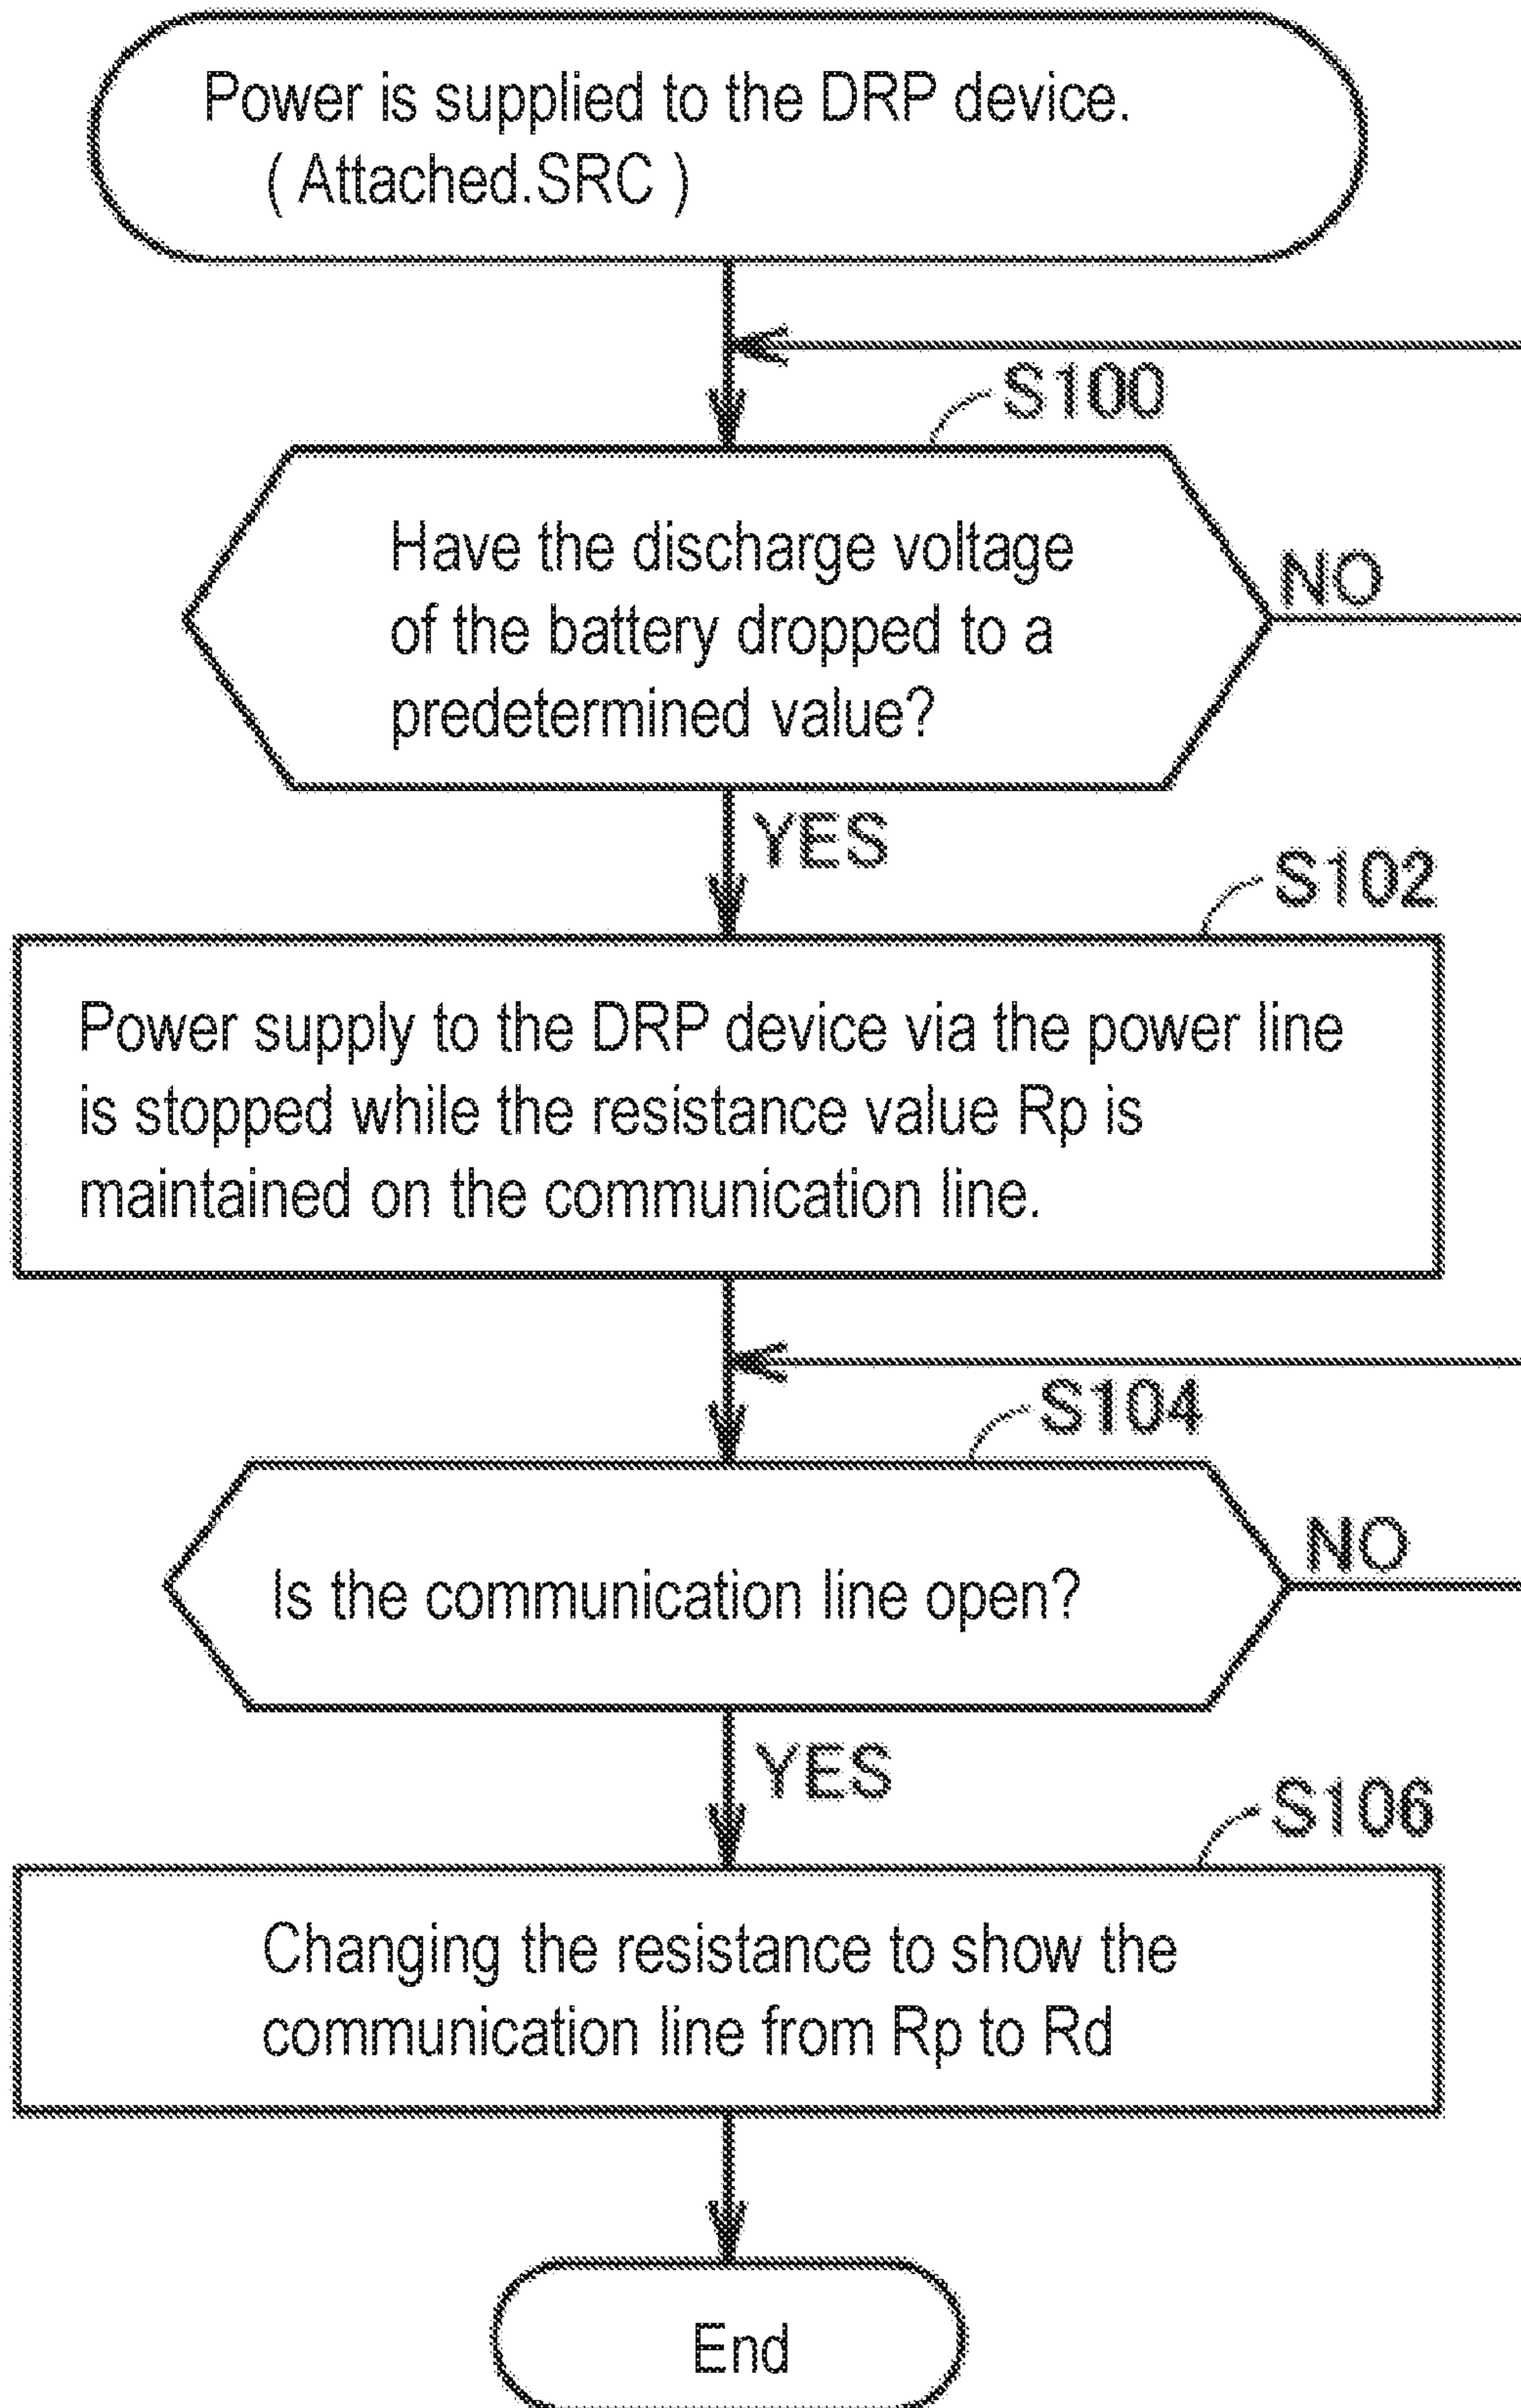 Power is supplied to the DRP device.
( Attached.SRC )
S100
Have the discharge voltage
of the battery dropped to a
predetermined value?
NO
YES
S102
Power supply to the DRP device via the power line
is stopped while the resistance value Rp is
maintained on the communication line.
S104
Is the communication line open?
NO
YES
S106
Changing the resistance to show the
communication line from Rp to Rd
End